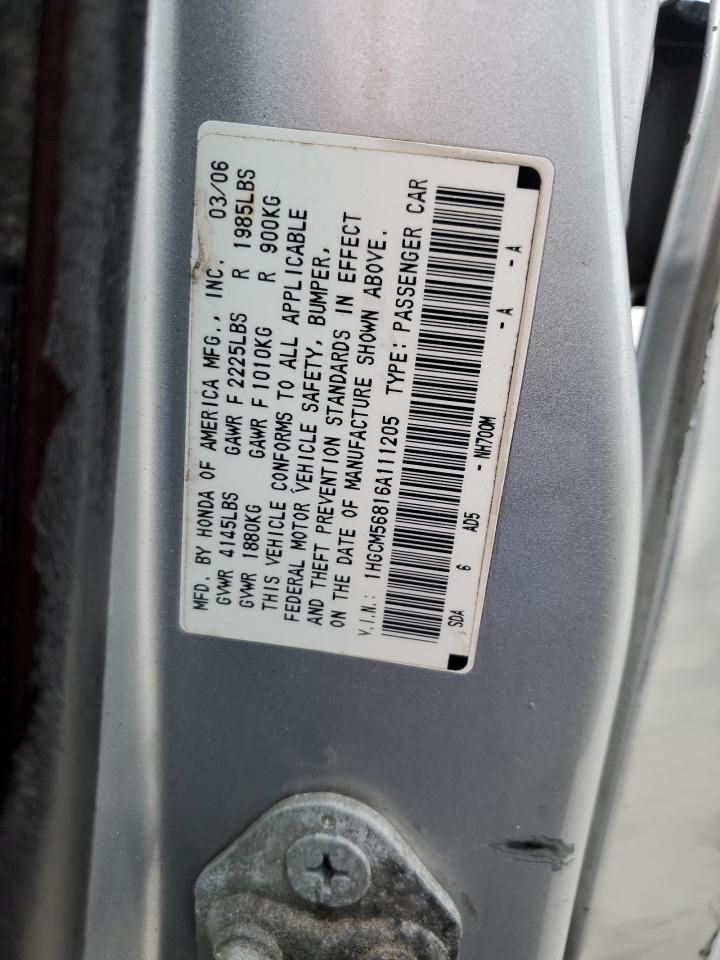 MFD. BY HONDA OF AMERICA MFG., INC. 03/06
GVWR 4145LBS GAWR F 2225LBS R 1985LBS
GVWR 1880KG GAWR F 1010KG R 900KG
THIS VEHICLE CONFORMS TO ALL APPLICABLE
FEDERAL MOTOR VEHICLE SAFETY, BUMPER,
AND THEFT PREVENTION STANDARDS IN EFFECT
ON THE DATE OF MANUFACTURE SHOWN ABOVE.
V.I.N.: 1HGCM56816A111205 TYPE: PASSENGER CAR
SDA 6 AD5 - NH700M - A - A